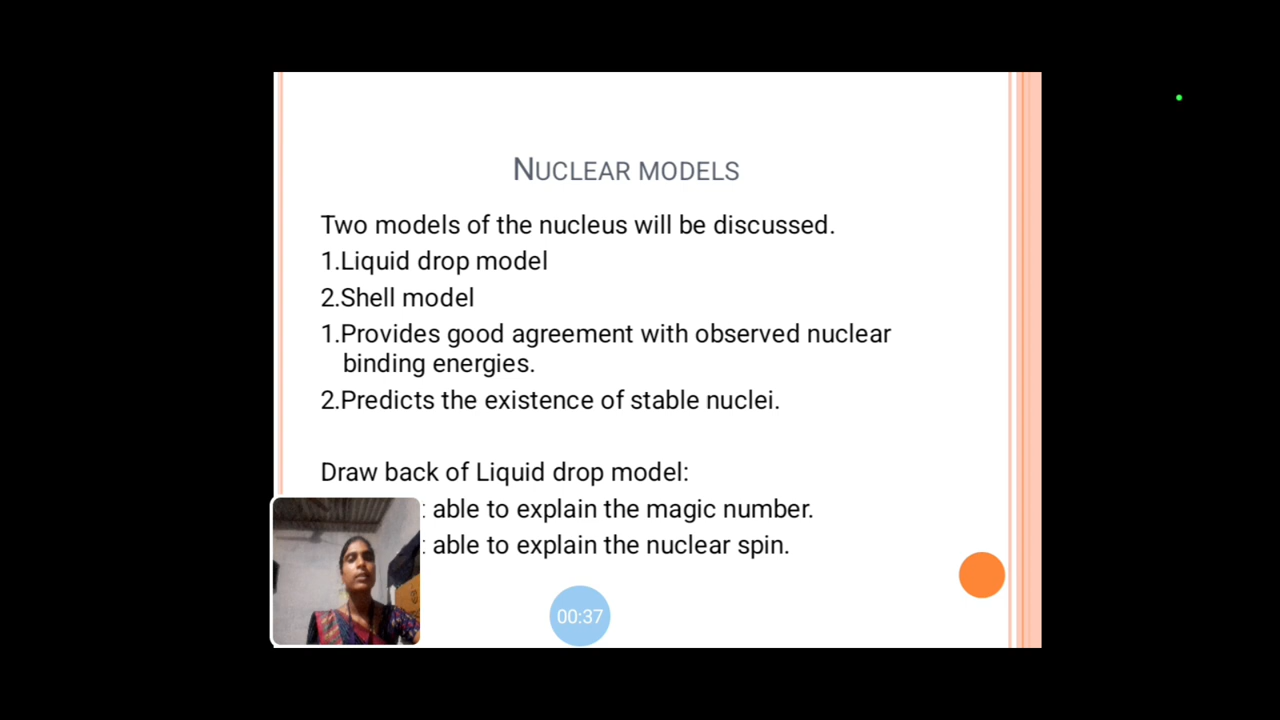 NUCLEAR MODELS
Two models of the nucleus will be discussed.
1.Liquid drop model
2.Shell model
1.Provides good agreement with observed nuclear
binding energies.
2.Predicts the existence of stable nuclei.
Draw back of Liquid drop model:
able to explain the magic number.
able to explain the nuclear spin.
00:37